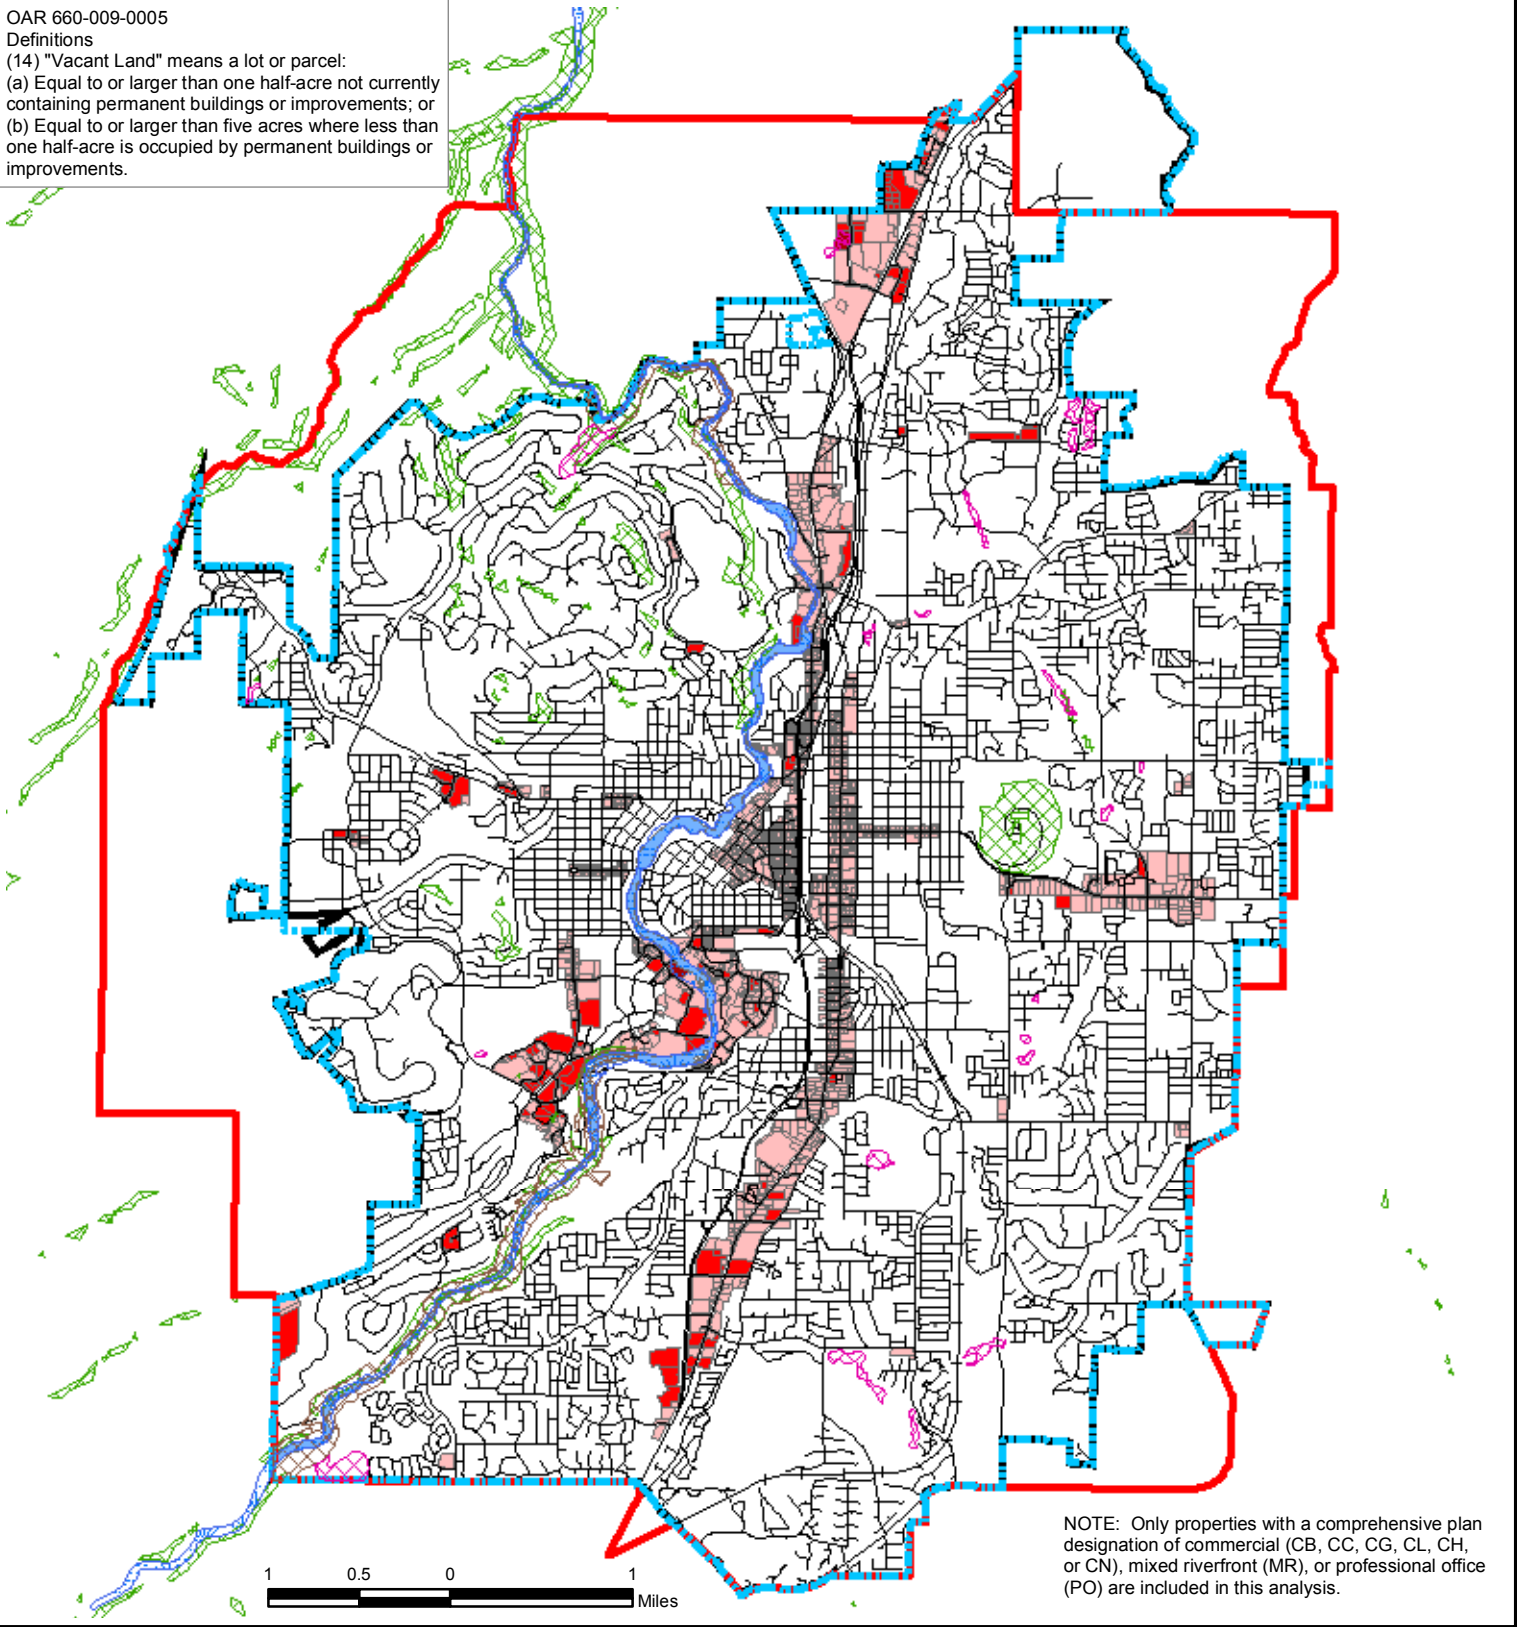 OAR 660-009-0005
Definitions
(14) "Vacant Land" means a lot or parcel:
(a) Equal to or larger than one half-acre not currently
containing permanent buildings or improvements; or
(b) Equal to or larger than five acres where less than
one half-acre is occupied by permanent buildings or
improvements.
NOTE: Only properties with a comprehensive plan
designation of commercial (CB, CC, CG, CL, CH,
or CN), mixed riverfront (MR), or professional office
(PO) are included in this analysis.
1 0.5 0 1
Miles